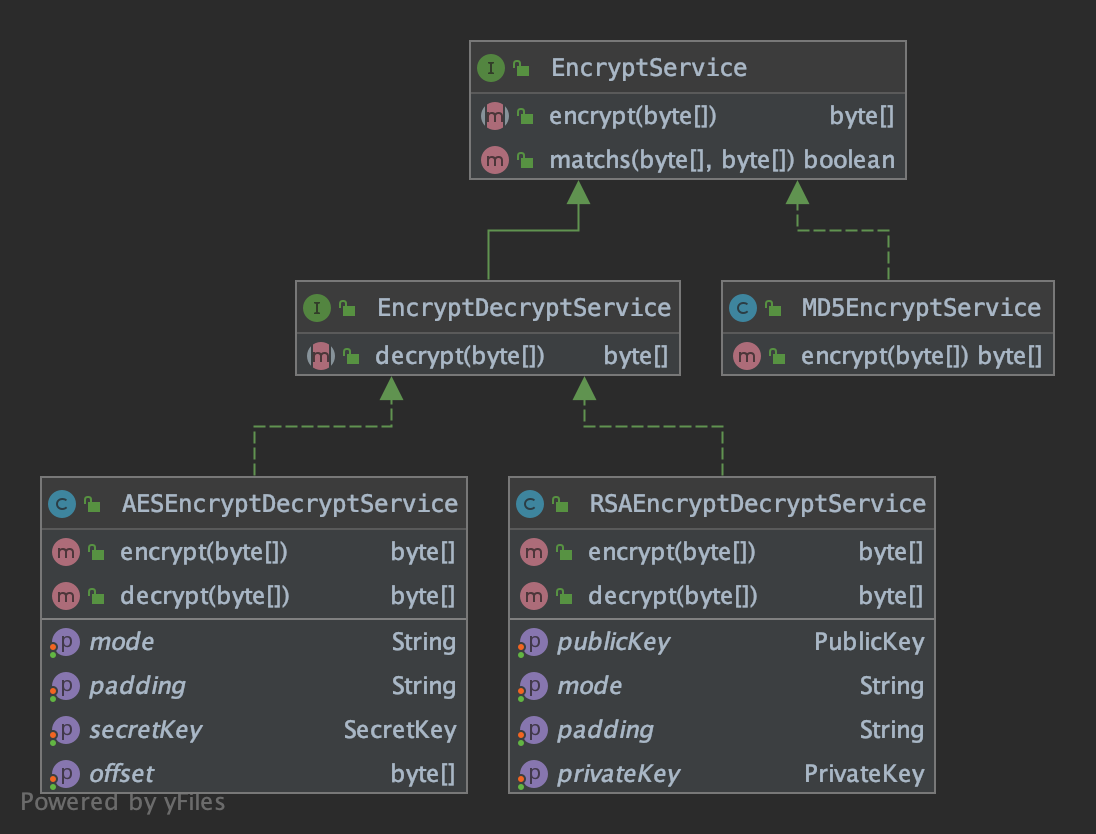 EncryptService
encrypt(byte[]) byte[]
matchs(byte[], byte[]) boolean
EncryptDecryptService
decrypt(byte[]) byte[]
MD5EncryptService
encrypt(byte[]) byte[]
AESEncryptDecryptService
encrypt(byte[]) byte[]
decrypt(byte[]) byte[]
mode String
padding String
secretKey SecretKey
offset byte[]
RSAEncryptDecryptService
encrypt(byte[]) byte[]
decrypt(byte[]) byte[]
publicKey PublicKey
mode String
padding String
privateKey PrivateKey
Powered by yFiles